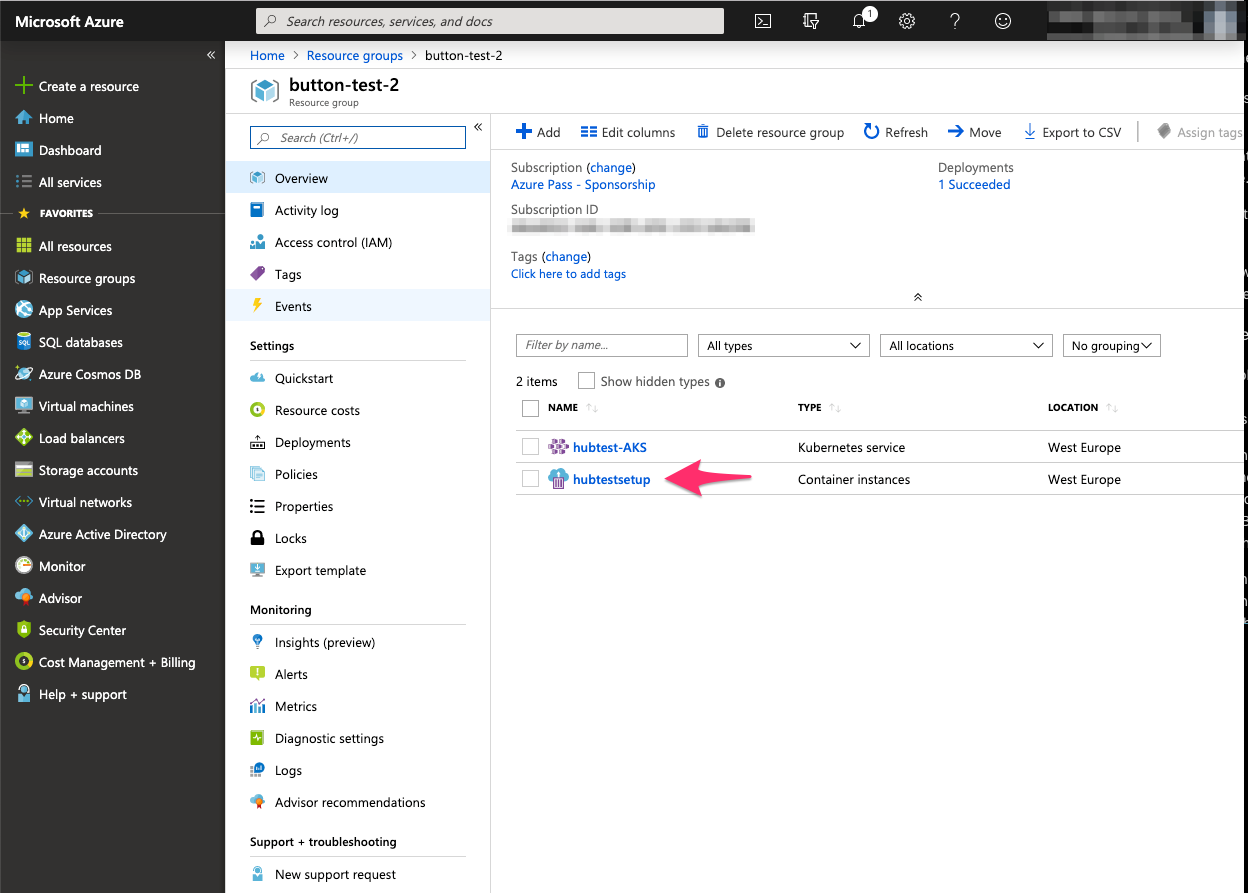 Microsoft Azure
Search resources, services, and docs
1
Create a resource
Home
Dashboard
All services
FAVORITES
All resources
Resource groups
App Services
SQL databases
Azure Cosmos DB
Virtual machines
Load balancers
Storage accounts
Virtual networks
Azure Active Directory
Monitor
Advisor
Security Center
Cost Management + Billing
Help + support
Home > Resource groups > button-test-2
button-test-2
Resource group
Search (Ctrl+/)
Overview
Activity log
Access control (IAM)
Tags
Events
Settings
Quickstart
Resource costs
Deployments
Policies
Properties
Locks
Export template
Monitoring
Insights (preview)
Alerts
Metrics
Diagnostic settings
Logs
Advisor recommendations
Support + troubleshooting
New support request
Add Edit columns Delete resource group Refresh Move Export to CSV Assign tags
Subscription (change)
Azure Pass - Sponsorship
Deployments
1 Succeeded
Subscription ID
Tags (change)
Click here to add tags
Filter by name... All types All locations No grouping
2 items Show hidden types
NAME TYPE LOCATION
hubtest-AKS Kubernetes service West Europe
hubtestsetup Container instances West Europe